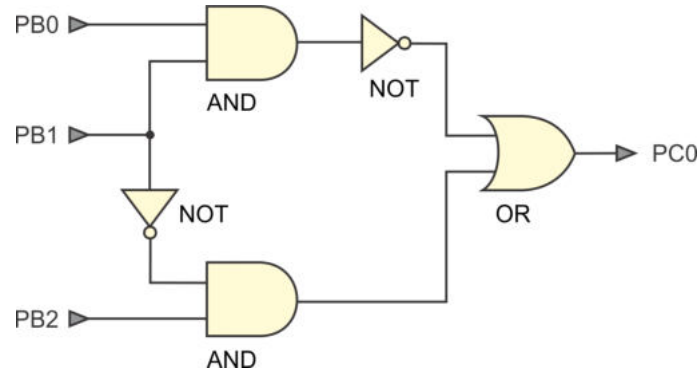 PB0
AND
NOT
PB1
PC0
NOT
OR
PB2
AND